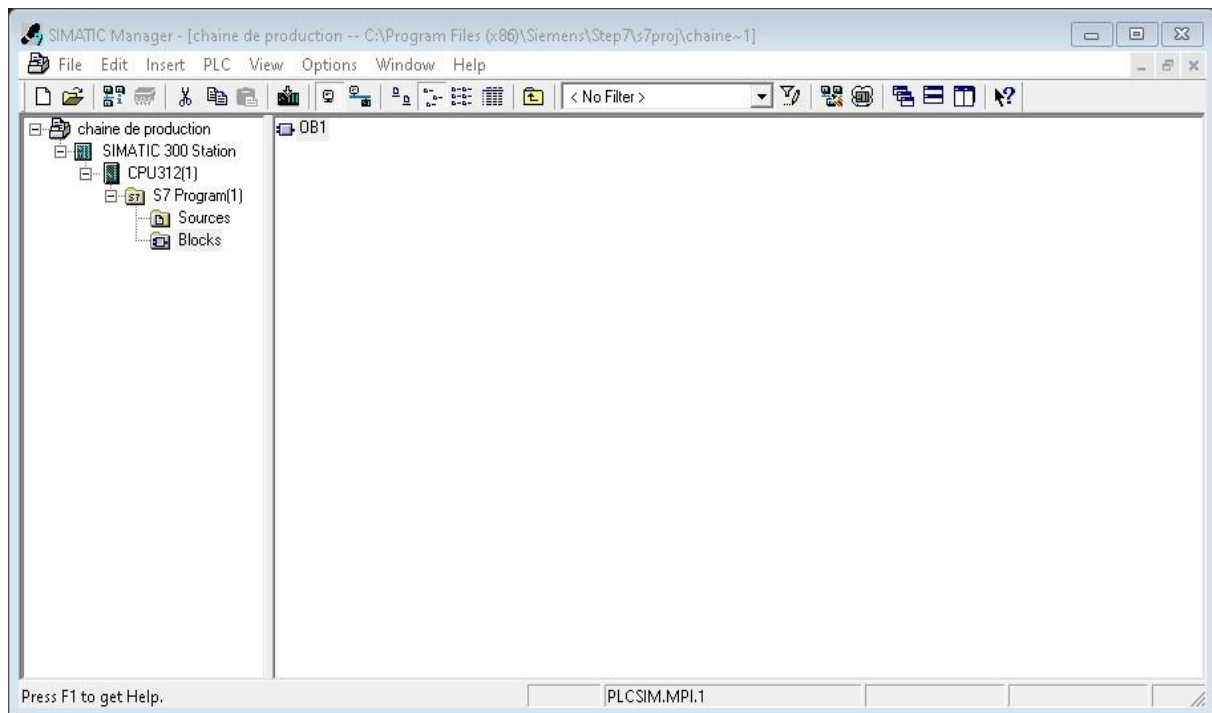 SIMATIC Manager - [chaine de production -- C:\Program Files (x86)\Siemens\Step7\s7proj\chaine~1]
File Edit Insert PLC View Options Window Help
< No Filter >
chaine de production
SIMATIC 300 Station
CPU312(1)
S7 Program(1)
Sources
Blocks
OB1
Press F1 to get Help.
PLCSIM.MPI.1